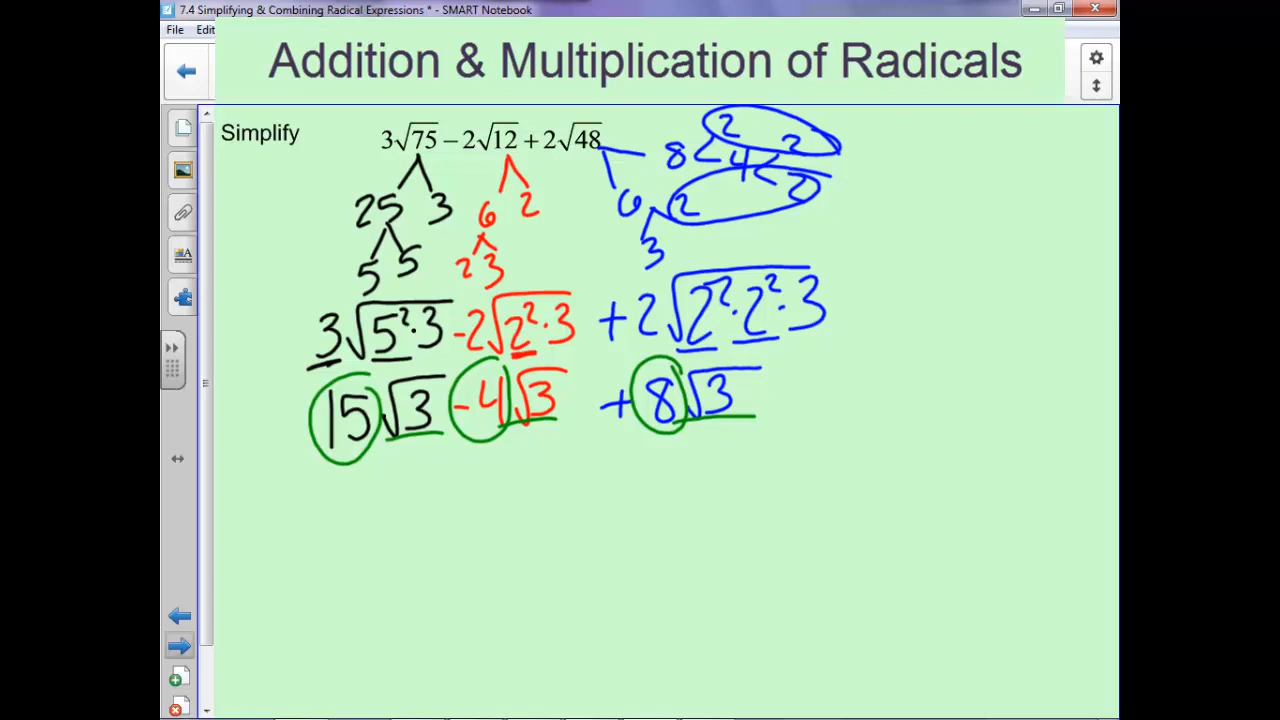 7.4 Simplifying & Combining Radical Expressions * - SMART Notebook
File Edit
Addition & Multiplication of Radicals
Simplify 3√75 − 2√12 + 2√48
8 2 2
4
25 3 6 2 6 2 2
5 5 2 3 3
3√5²·3 -2√2²·3 +2√2²·2²·3
15√3 -4√3 +8√3